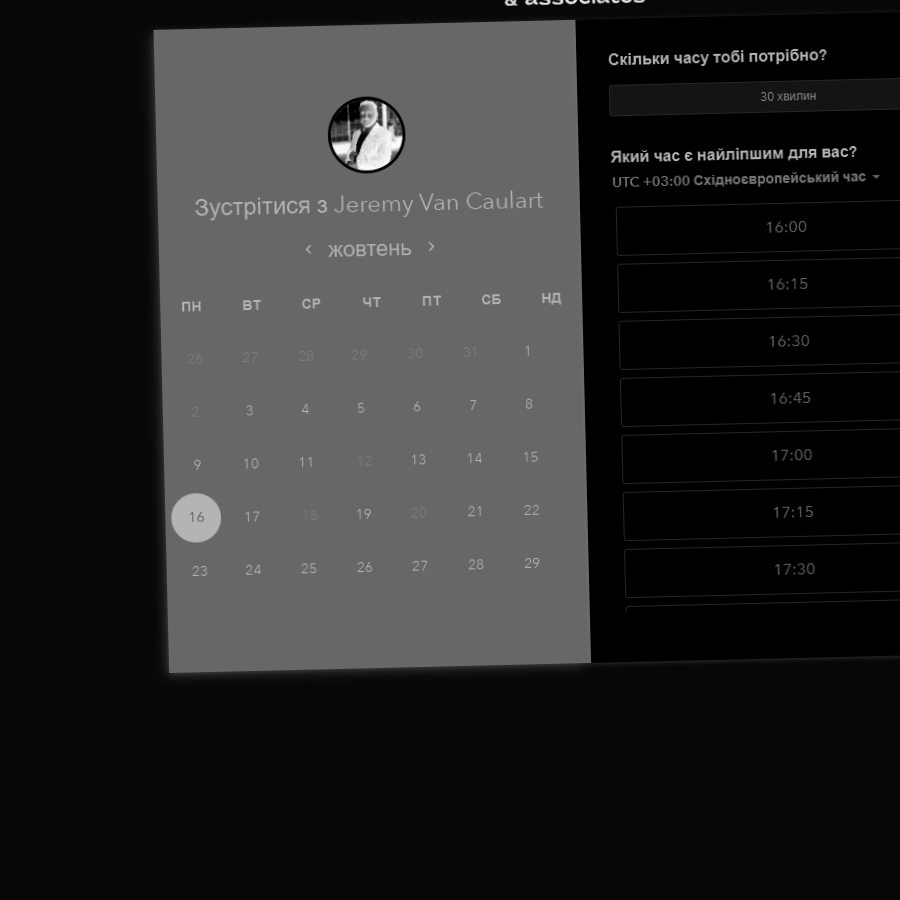 & associates
Зустрітися з Jeremy Van Caulart
жовтень
ПН ВТ СР ЧТ ПТ СБ НД
26 27 28 29 30 31 1
2 3 4 5 6 7 8
9 10 11 12 13 14 15
16 17 18 19 20 21 22
23 24 25 26 27 28 29
Скільки часу тобі потрібно?
30 хвилин
Який час є найліпшим для вас?
UTC +03:00 Східноєвропейський час
16:00
16:15
16:30
16:45
17:00
17:15
17:30